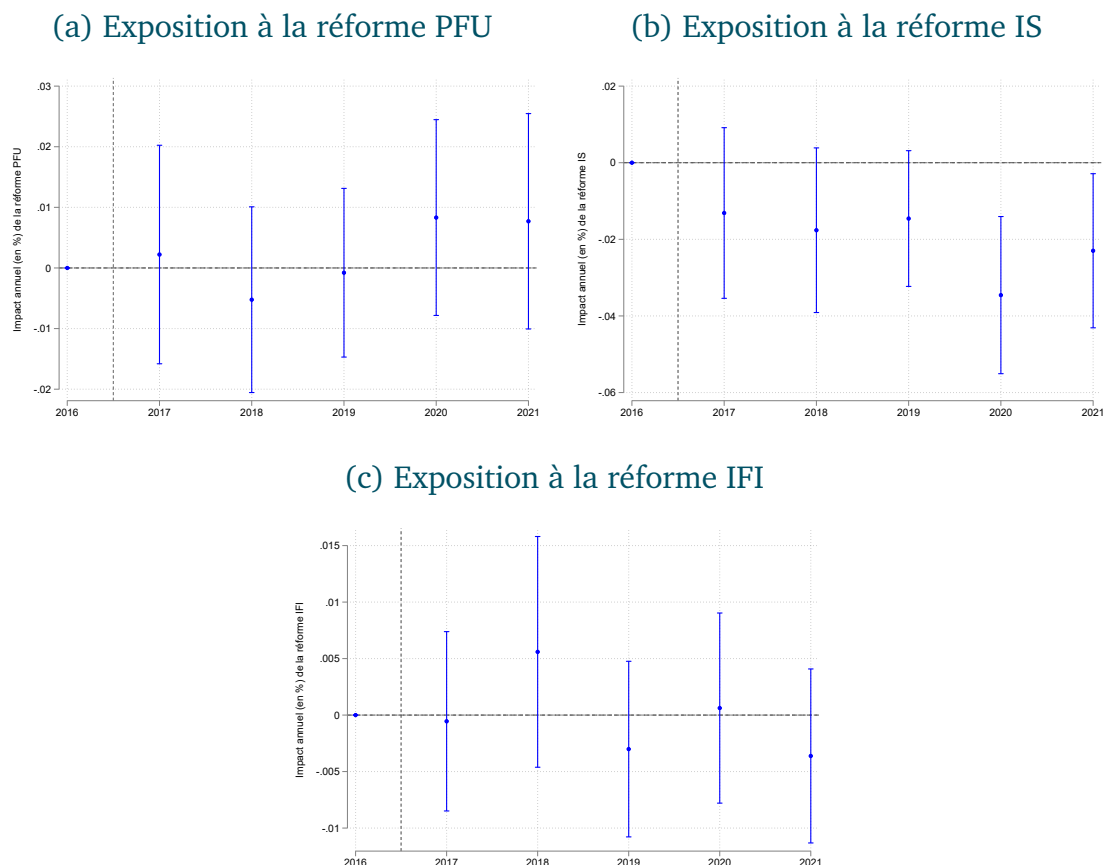 (a) Exposition à la réforme PFU
Impact annuel (en %) de la réforme PFU
.03
.02
.01
0
-.01
-.02
2016 2017 2018 2019 2020 2021
(b) Exposition à la réforme IS
Impact annuel (en %) de la réforme IS
.02
0
-.02
-.04
-.06
2016 2017 2018 2019 2020 2021
(c) Exposition à la réforme IFI
Impact annuel (en %) de la réforme IFI
.015
.01
.005
0
-.005
-.01
2016 2017 2018 2019 2020 2021